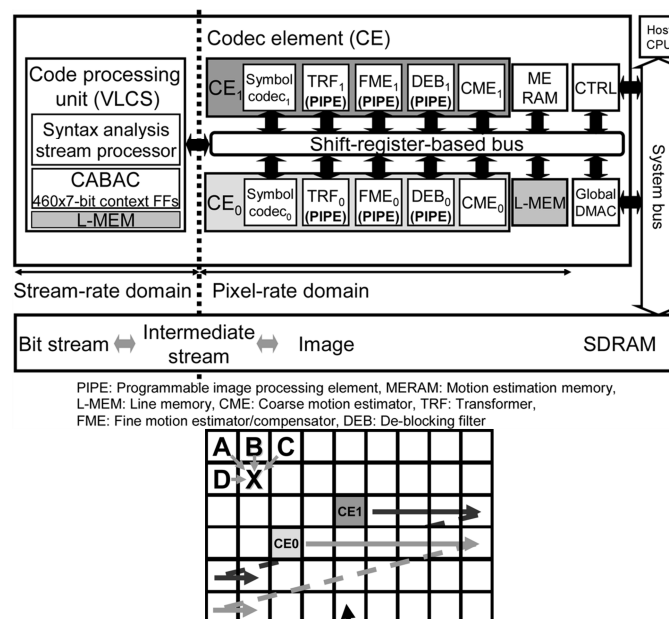 Codec element (CE)
Host
CPU
Code processing
unit (VLCS)
Syntax analysis
stream processor
CABAC
460x7-bit context FFs
L-MEM
CE1
Symbol
codec1
TRF1
(PIPE)
FME1
(PIPE)
DEB1
(PIPE)
CME1
ME
RAM
CTRL
Shift-register-based bus
CE0
Symbol
codec0
TRF0
(PIPE)
FME0
(PIPE)
DEB0
(PIPE)
CME0
L-MEM
Global
DMAC
System bus
Stream-rate domain
Pixel-rate domain
Bit stream
Intermediate
stream
Image
SDRAM
PIPE: Programmable image processing element, MERAM: Motion estimation memory,
L-MEM: Line memory, CME: Coarse motion estimator, TRF: Transformer,
FME: Fine motion estimator/compensator, DEB: De-blocking filter
A B C
D X
CE1
CE0